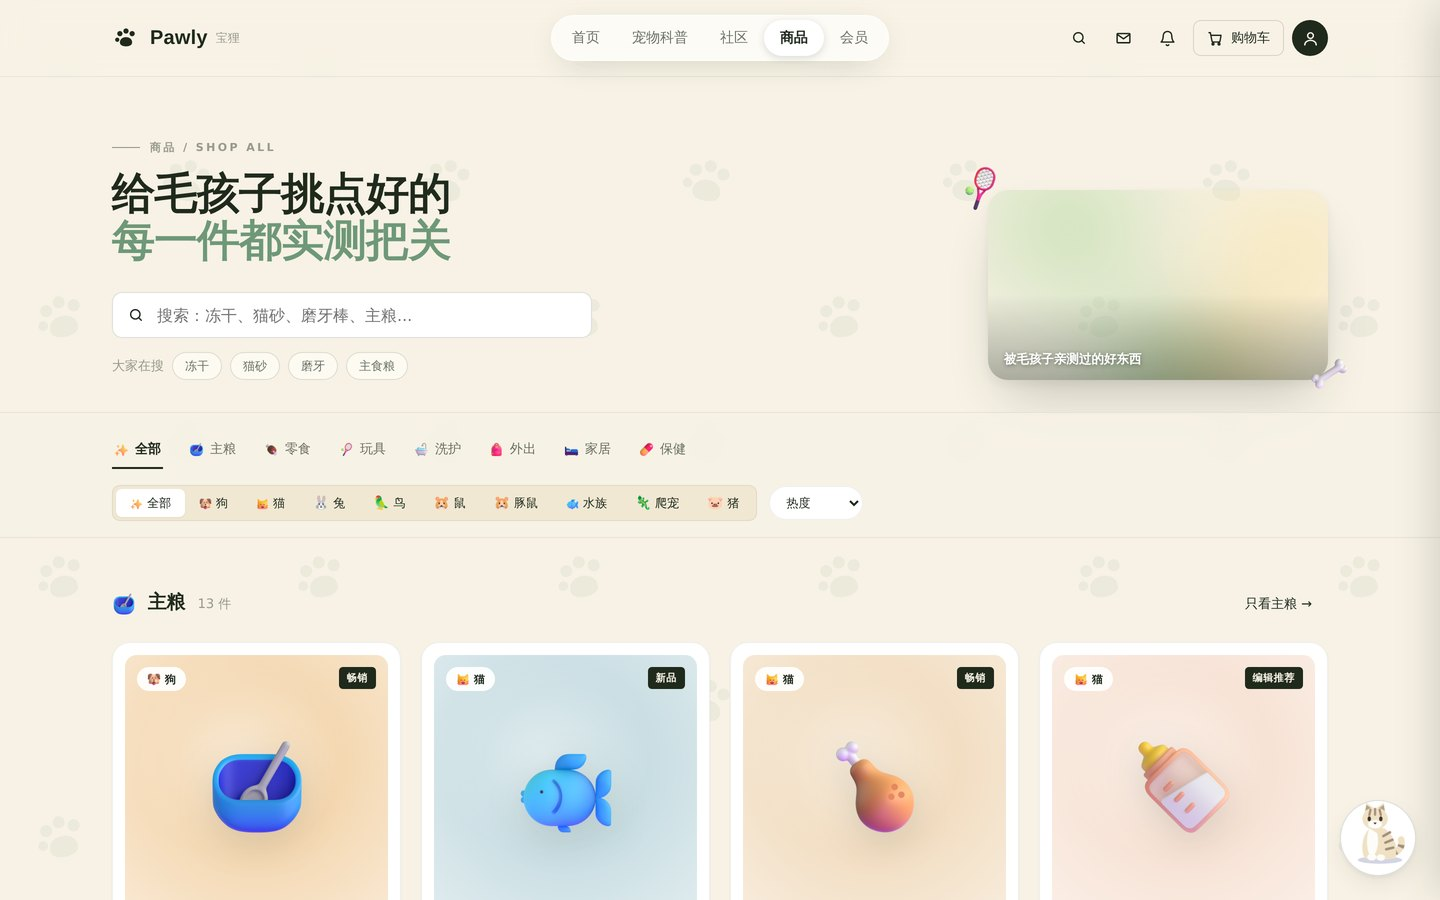 Pawly 宝狸
首页 宠物科普 社区 商品 会员
购物车
商品 / SHOP ALL
给毛孩子挑点好的
每一件都实测把关
搜索：冻干、猫砂、磨牙棒、主粮...
大家在搜 冻干 猫砂 磨牙 主食粮
被毛孩子亲测过的好东西
全部 主粮 零食 玩具 洗护 外出 家居 保健
全部 狗 猫 兔 鸟 鼠 豚鼠 水族 爬宠 猪 热度
主粮 13 件 只看主粮 →
狗 畅销
猫 新品
猫 畅销
猫 编辑推荐